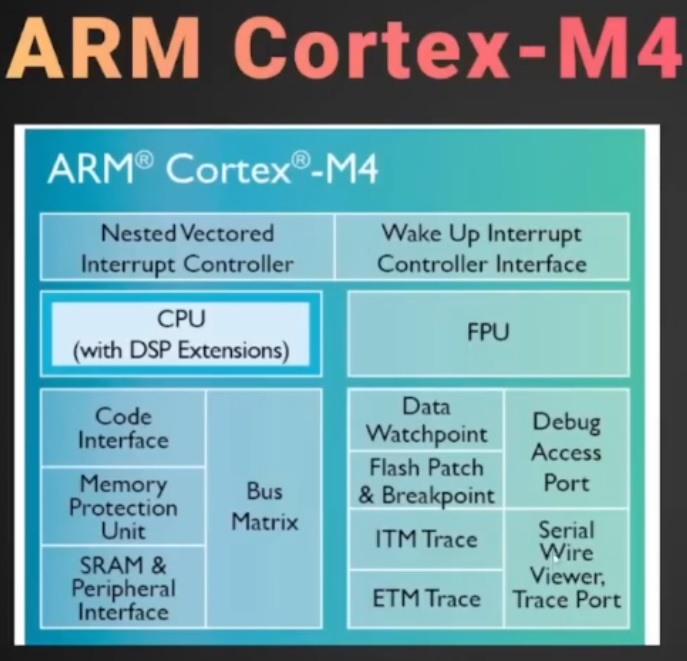 ARM Cortex-M4
ARM® Cortex®-M4
Nested Vectored
Interrupt Controller
Wake Up Interrupt
Controller Interface
CPU
(with DSP Extensions)
FPU
Code
Interface
Memory
Protection
Unit
SRAM &
Peripheral
Interface
Bus
Matrix
Data
Watchpoint
Flash Patch
& Breakpoint
ITM Trace
ETM Trace
Debug
Access
Port
Serial
Wire
Viewer,
Trace Port